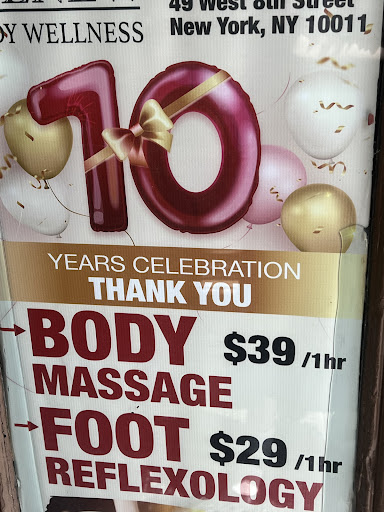 WELLNESS
49 West 8th Street
New York, NY 10011
10
YEARS CELEBRATION
THANK YOU
BODY $39 /1hr
MASSAGE
FOOT $29 /1hr
REFLEXOLOGY